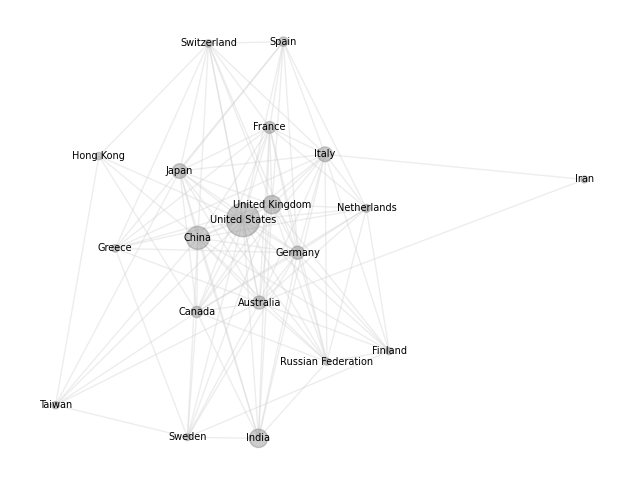 Switzerland
Spain
France
Italy
Hong Kong
Japan
Iran
United Kingdom
Netherlands
United States
China
Greece
Germany
Australia
Canada
Finland
Russian Federation
Taiwan
Sweden
India